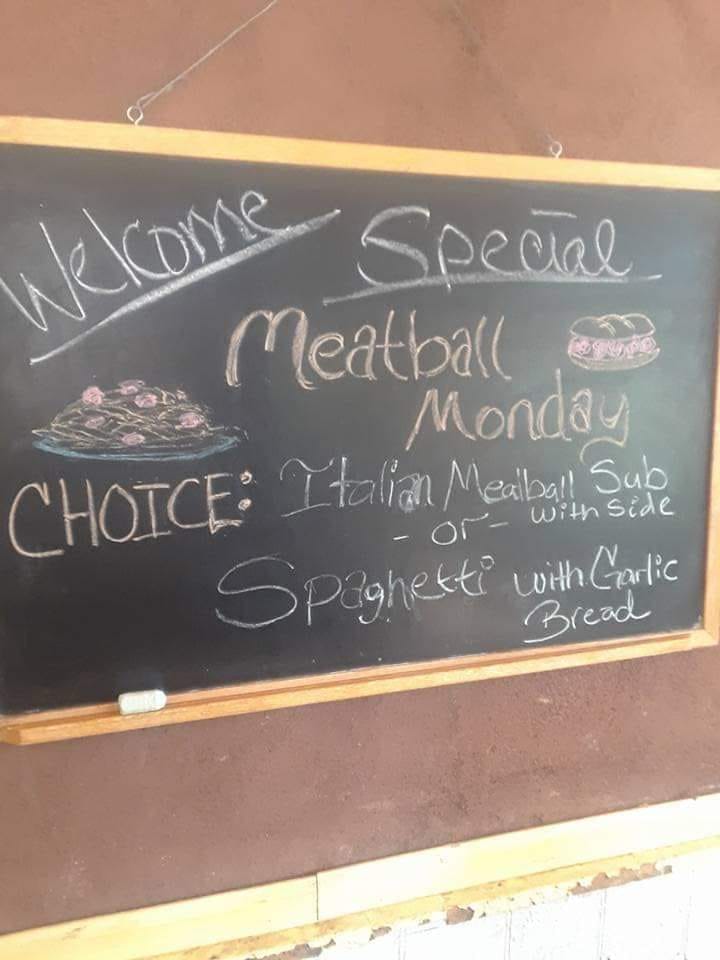 Welcome
Special
Meatball
Monday
CHOICE: Italian Meatball Sub
with side
- or -
Spaghetti with Garlic
Bread